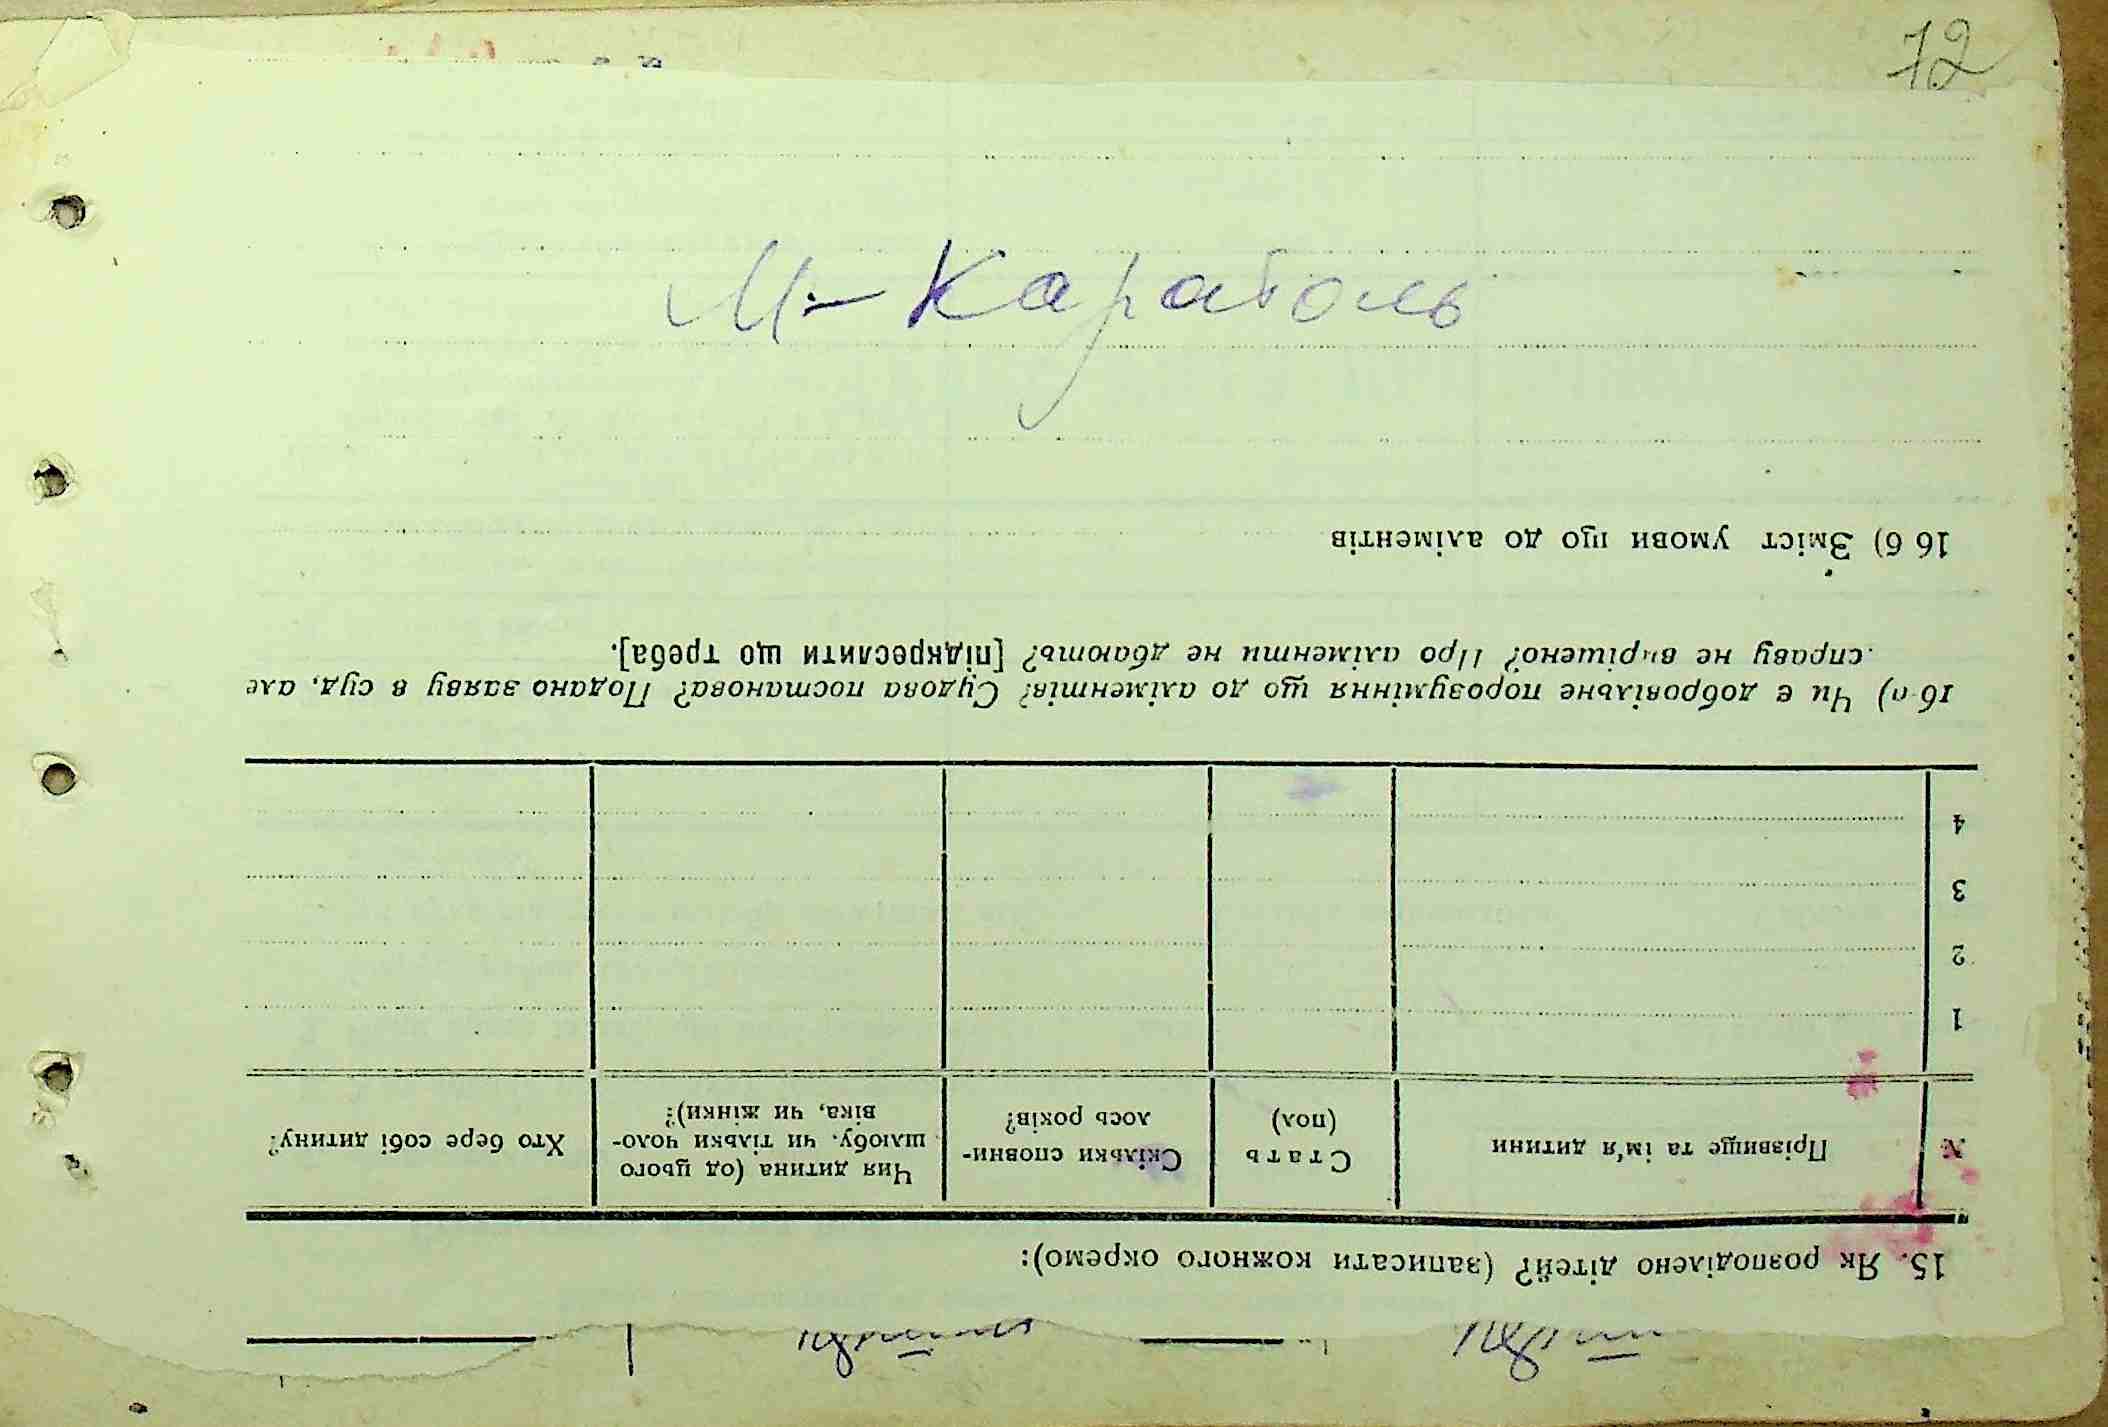 72
М-Караболь
15. Як розподілено дітей? (записати кожного окремо):
№ Прізвище та ім'я дитини Стать (пол) Скільки сповни- лось років? Чия дитина (од цього шлюбу, чи тільки чоло- віка, чи жінки)? Хто бере собі дитину?
1
2
3
4
16 а) Чи є добровільне порозуміння що до аліментів? Судова постанова? Подано заяву в суд, але
справу не вирішено? Про аліменти не дбають? [підкреслити що треба].
16 б) Зміст умови що до аліментів